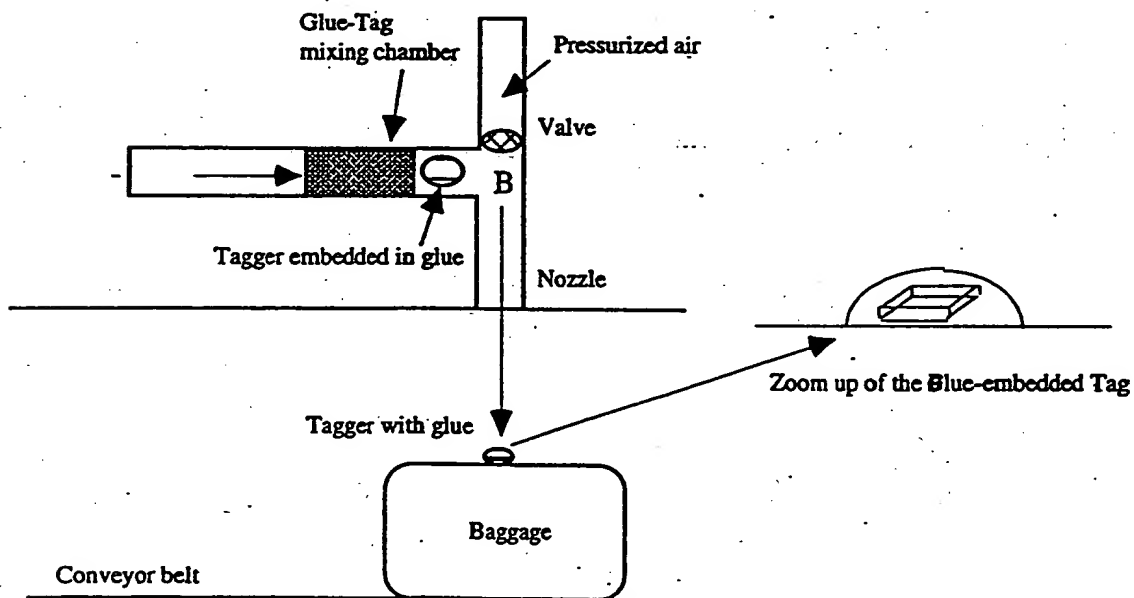 Glue-Tag
mixing chamber
Pressurized air
Valve
B
Tagger embedded in glue
Nozzle
Zoom up of the Blue-embedded Tag
Tagger with glue
Baggage
Conveyor belt